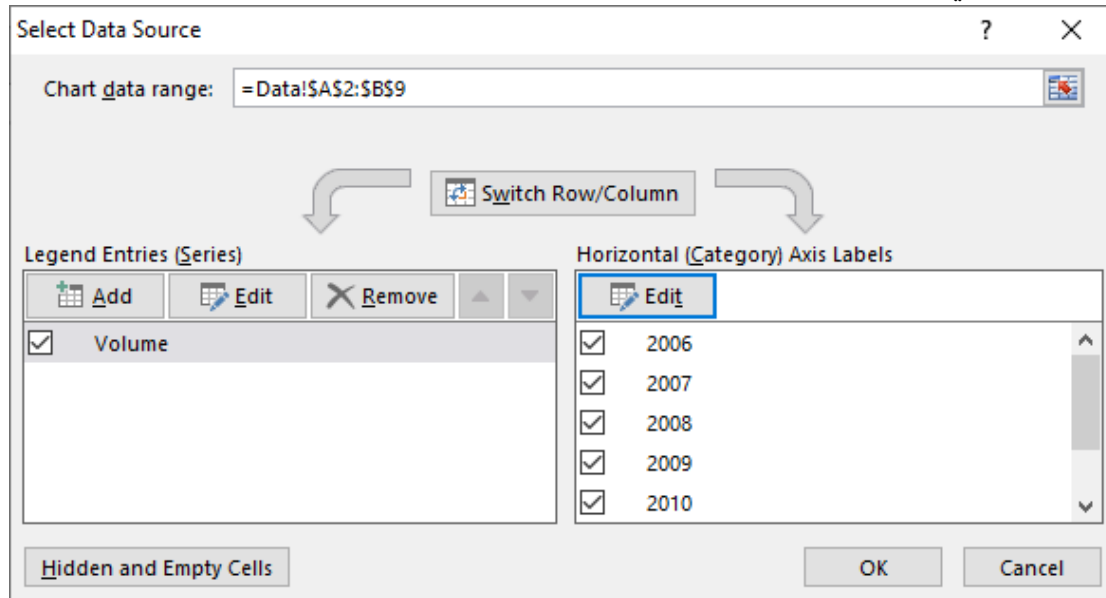 Select Data Source ?
Chart data range: =Data!$A$2:$B$9
Switch Row/Column
Legend Entries (Series) Horizontal (Category) Axis Labels
Add Edit Remove Edit
Volume 2006
2007
2008
2009
2010
Hidden and Empty Cells OK Cancel